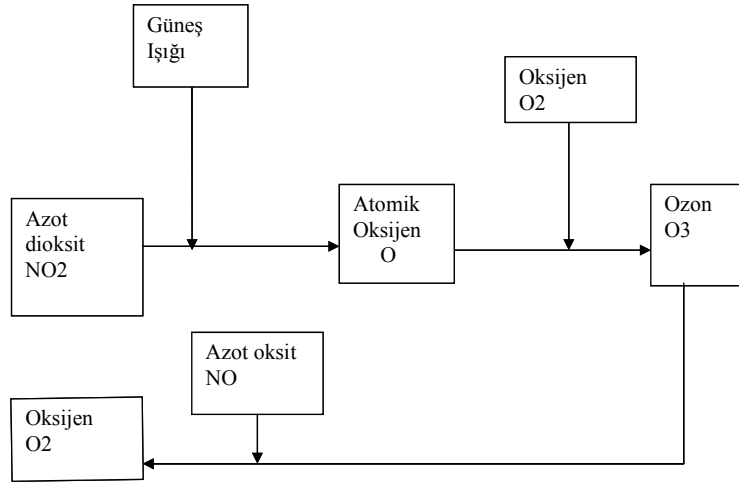 Güneş
Işığı
Oksijen
O2
Azot
dioksit
NO2
Atomik
Oksijen
O
Ozon
O3
Azot oksit
NO
Oksijen
O2